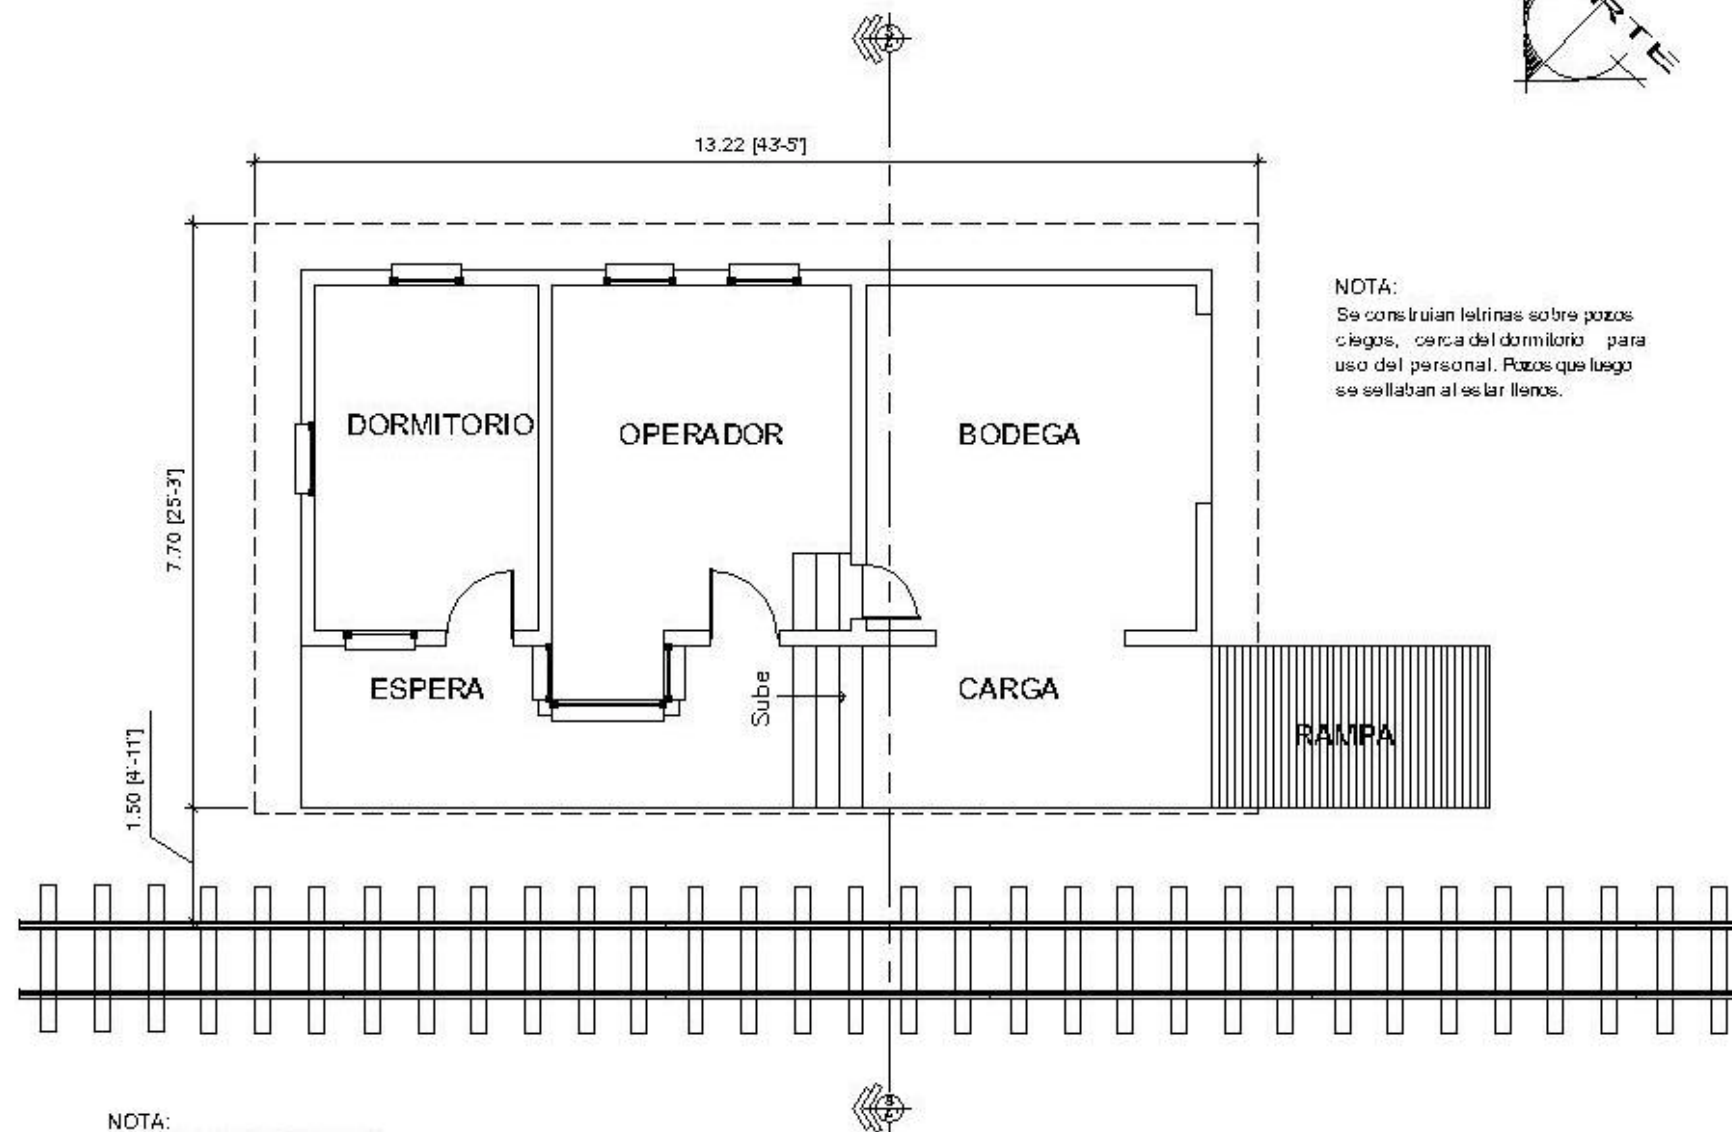 13.22 [43'-5"]
NOTA:
Se construian letrinas sobre pozos
ciegos, cerca del dormitorio para
uso del personal. Pozos que luego
se sellaban al estar llenos.
DORMITORIO
OPERADOR
BODEGA
7.70 [25'-3"]
ESPERA
Sube
CARGA
RAMPA
1.50 [4'-11"]
NOTA: